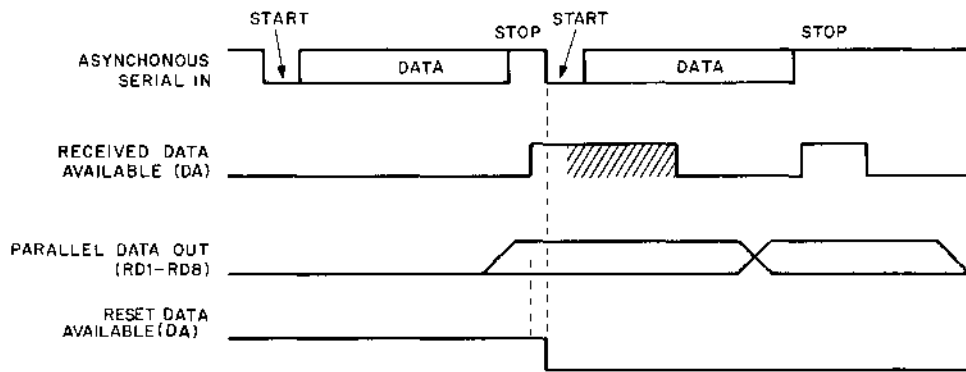 START
START
STOP
STOP
ASYNCHONOUS
SERIAL IN
DATA
DATA
RECEIVED DATA
AVAILABLE (DA)
PARALLEL DATA OUT
(RD1-RD8)
RESET DATA
AVAILABLE(DA)